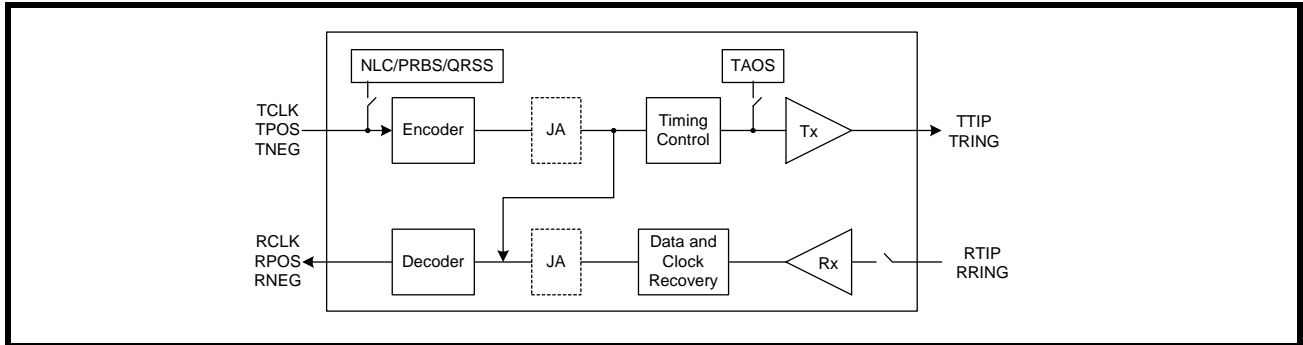 NLC/PRBS/QRSS
TAOS
TCLK
TPOS
TNEG
Encoder
JA
Timing
Control
Tx
TTIP
TRING
RCLK
RPOS
RNEG
Decoder
JA
Data and
Clock
Recovery
Rx
RTIP
RRING